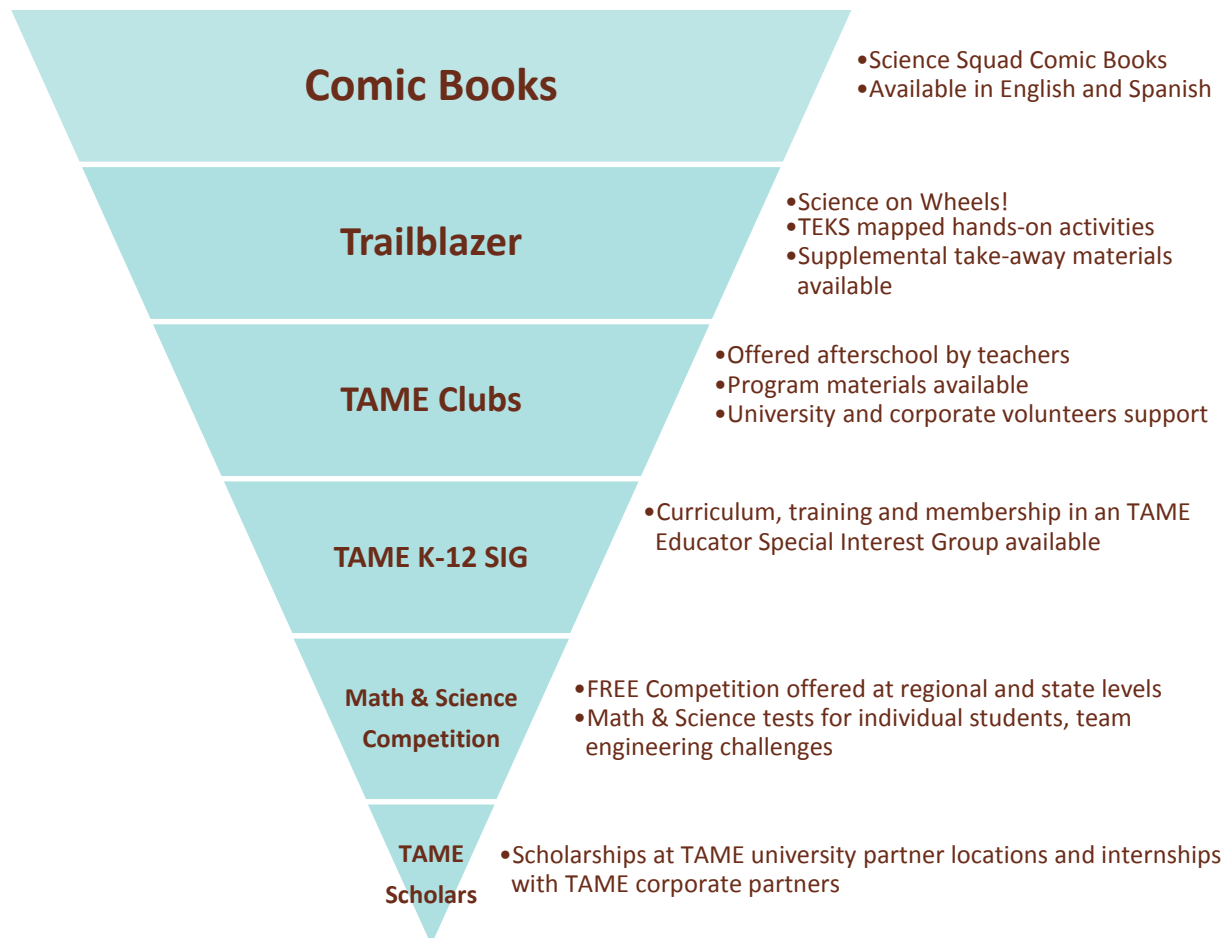 Comic Books
•Science Squad Comic Books
•Available in English and Spanish
Trailblazer
•Science on Wheels!
•TEKS mapped hands-on activities
•Supplemental take-away materials
available
TAME Clubs
•Offered afterschool by teachers
•Program materials available
•University and corporate volunteers support
TAME K-12 SIG
•Curriculum, training and membership in an TAME
Educator Special Interest Group available
Math & Science
Competition
•FREE Competition offered at regional and state levels
•Math & Science tests for individual students, team
engineering challenges
TAME
Scholars
•Scholarships at TAME university partner locations and internships
with TAME corporate partners